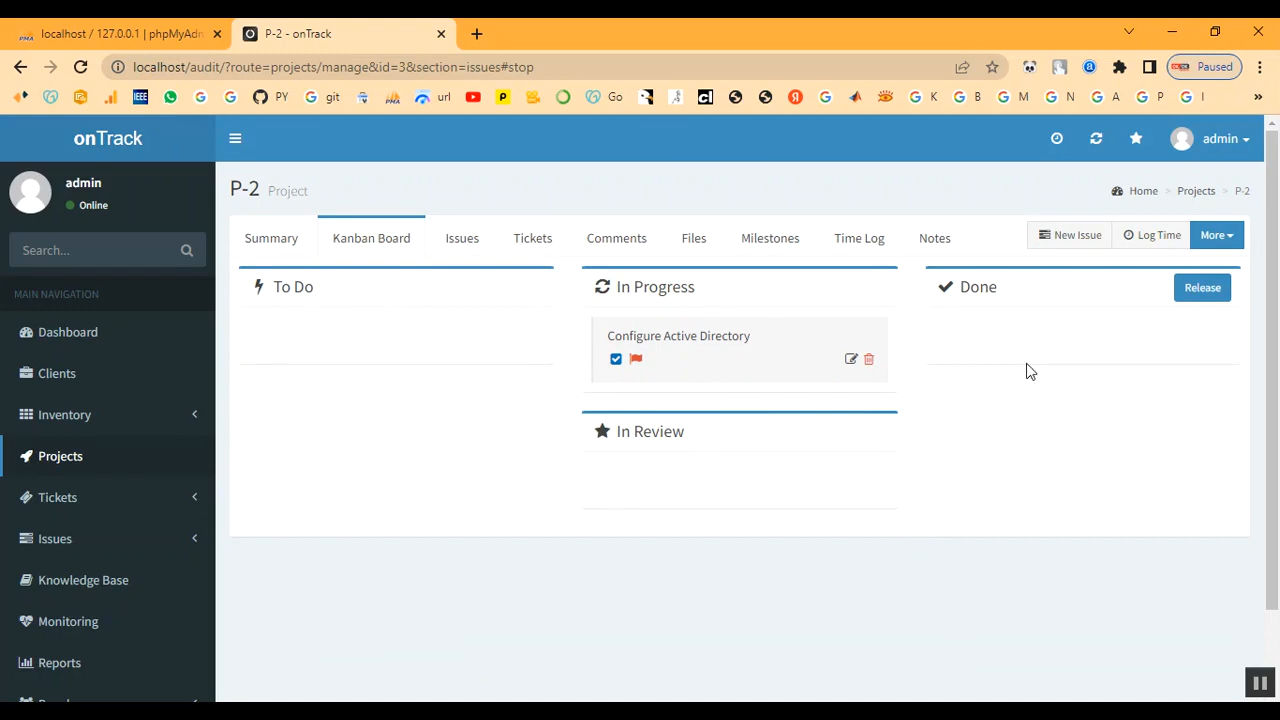 localhost / 127.0.0.1 | phpMyAdn
P-2 - onTrack
localhost/audit/?route=projects/manage&id=3&section=issues#stop
Paused
IEEE
PY
git
PMA
url
Go
K
B
M
N
A
P
I
onTrack
admin
P-2 Project
Home > Projects > P-2
admin
Online
Search...
MAIN NAVIGATION
Dashboard
Clients
Inventory
Projects
Tickets
Issues
Knowledge Base
Monitoring
Reports
Summary
Kanban Board
Issues
Tickets
Comments
Files
Milestones
Time Log
Notes
New Issue
Log Time
More
To Do
In Progress
Configure Active Directory
In Review
Done
Release